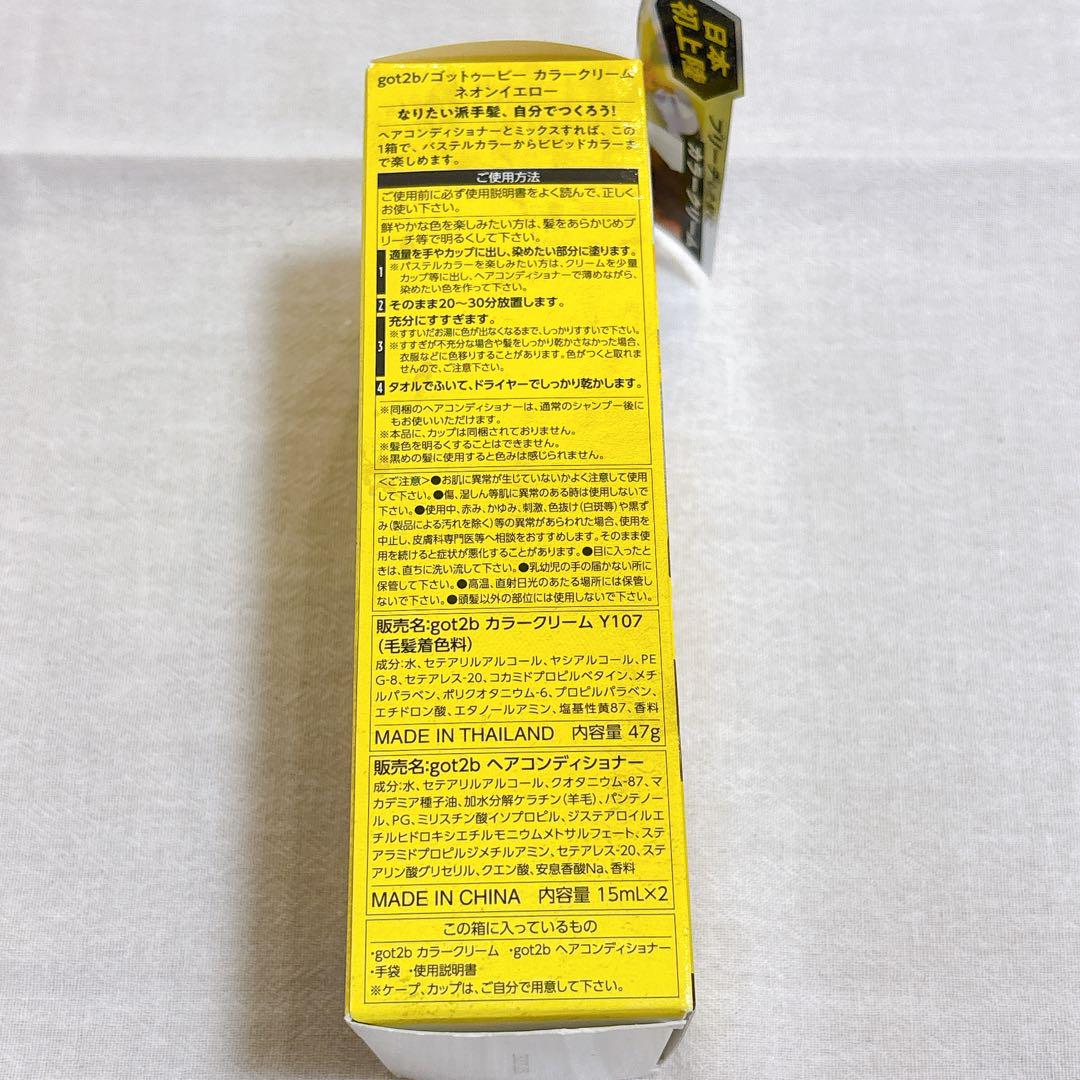 got2b/ゴットゥービー カラークリーム
ネオンイエロー
なりたい派手髪、自分でつくろう!
ヘアコンディショナーとミックスすれば、この
1箱で、パステルカラーからビビッドカラーま
で楽しめます。
ご使用方法
ご使用前に必ず使用説明書をよく読んで、正しく
お使い下さい。
鮮やかな色を楽しみたい方は、髪をあらかじめブ
リーチ等で明るくして下さい。
1 適量を手やカップに出し、染めたい部分に塗ります。
※パステルカラーを楽しみたい方は、クリームを少量
カップ等に出し、ヘアコンディショナーで薄めながら、
染めたい色を作って下さい。
2 そのまま20〜30分放置します。
3 充分にすすぎます。
※すすいだお湯に色が出なくなるまで、しっかりすすいで下さい。
※すすぎが不充分な場合や髪をしっかり乾かさなかった場合、
衣服などに色移りすることがあります。色がつくと取れま
せんので、ご注意下さい。
4 タオルでふいて、ドライヤーでしっかり乾かします。
※同梱のヘアコンディショナーは、通常のシャンプー後に
もお使いいただけます。
※本品に、カップは同梱されておりません。
※髪色を明るくすることはできません。
※黒めの髪に使用すると色みは感じられません。
<ご注意>●お肌に異常が生じていないかよく注意して使用
して下さい。●傷、湿しん等肌に異常のある時は使用しないで
下さい。●使用中、赤み、かゆみ、刺激、色抜け(白斑等)や黒ず
み(製品による汚れを除く)等の異常があらわれた場合、使用を
中止し、皮膚科専門医等へ相談をおすすめします。そのまま使
用を続けると症状が悪化することがあります。●目に入ったと
きは、直ちに洗い流して下さい。●乳幼児の手の届かない所に
保管して下さい。●高温、直射日光のあたる場所には保管し
ないで下さい。●頭髪以外の部位には使用しないで下さい。
販売名:got2b カラークリーム Y107
(毛髪着色料)
成分:水、セテアリルアルコール、ヤシアルコール、PE
G-8、セテアレス-20、コカミドプロピルベタイン、メチ
ルパラベン、ポリクオタニウム-6、プロピルパラベン、
エチドロン酸、エタノールアミン、塩基性黄87、香料
MADE IN THAILAND 内容量 47g
販売名:got2b ヘアコンディショナー
成分:水、セテアリルアルコール、クオタニウム-87、マ
カデミア種子油、加水分解ケラチン(羊毛)、パンテノー
ル、PG、ミリスチン酸イソプロピル、ジステアロイルエ
チルヒドロキシエチルモニウムメトサルフェート、ステ
アラミドプロピルジメチルアミン、セテアレス-20、ステ
アリン酸グリセリル、クエン酸、安息香酸Na、香料
MADE IN CHINA 内容量 15mL×2
この箱に入っているもの
・got2b カラークリーム ・got2b ヘアコンディショナー
・手袋 ・使用説明書
※ケープ、カップは、ご自分で用意して下さい。
日本
初上陸
カラークリーム